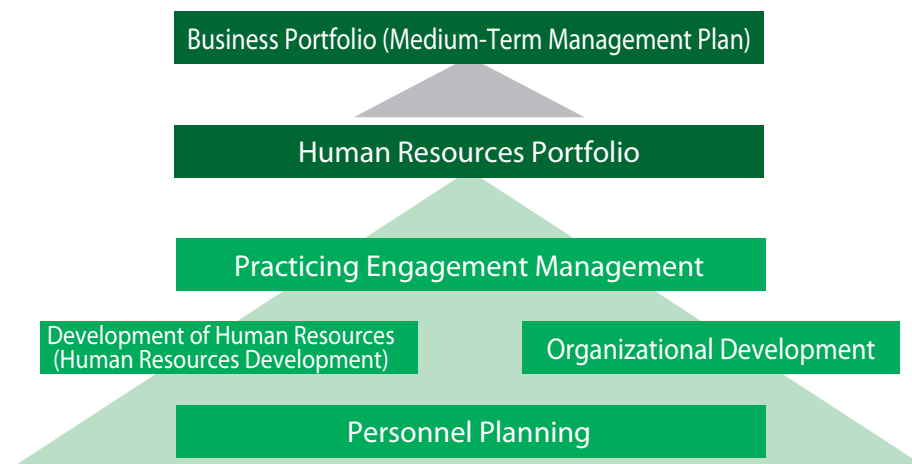 Business Portfolio (Medium-Term Management Plan)
Human Resources Portfolio
Practicing Engagement Management
Development of Human Resources
(Human Resources Development)
Organizational Development
Personnel Planning